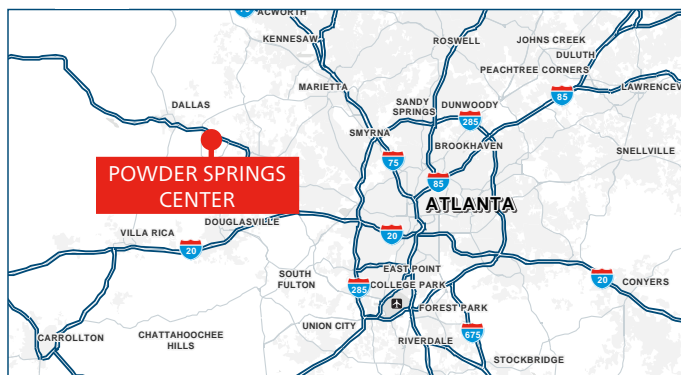 75
ACWORTH
KENNESAW
ROSWELL
JOHNS CREEK
DULUTH
PEACHTREE CORNERS
MARIETTA
LAWRENCEV
85
DALLAS
SANDY
SPRINGS
DUNWOODY
285
SMYRNA
BROOKHAVEN
SNELLVILLE
75
POWDER SPRINGS
CENTER
85
ATLANTA
DOUGLASVILLE
VILLA RICA
20
20
EAST POINT
SOUTH
FULTON
COLLEGE PARK
285
20
CONYERS
FOREST PARK
UNION CITY
CARROLLTON
CHATTAHOOCHEE
HILLS
RIVERDALE
675
STOCKBRIDGE